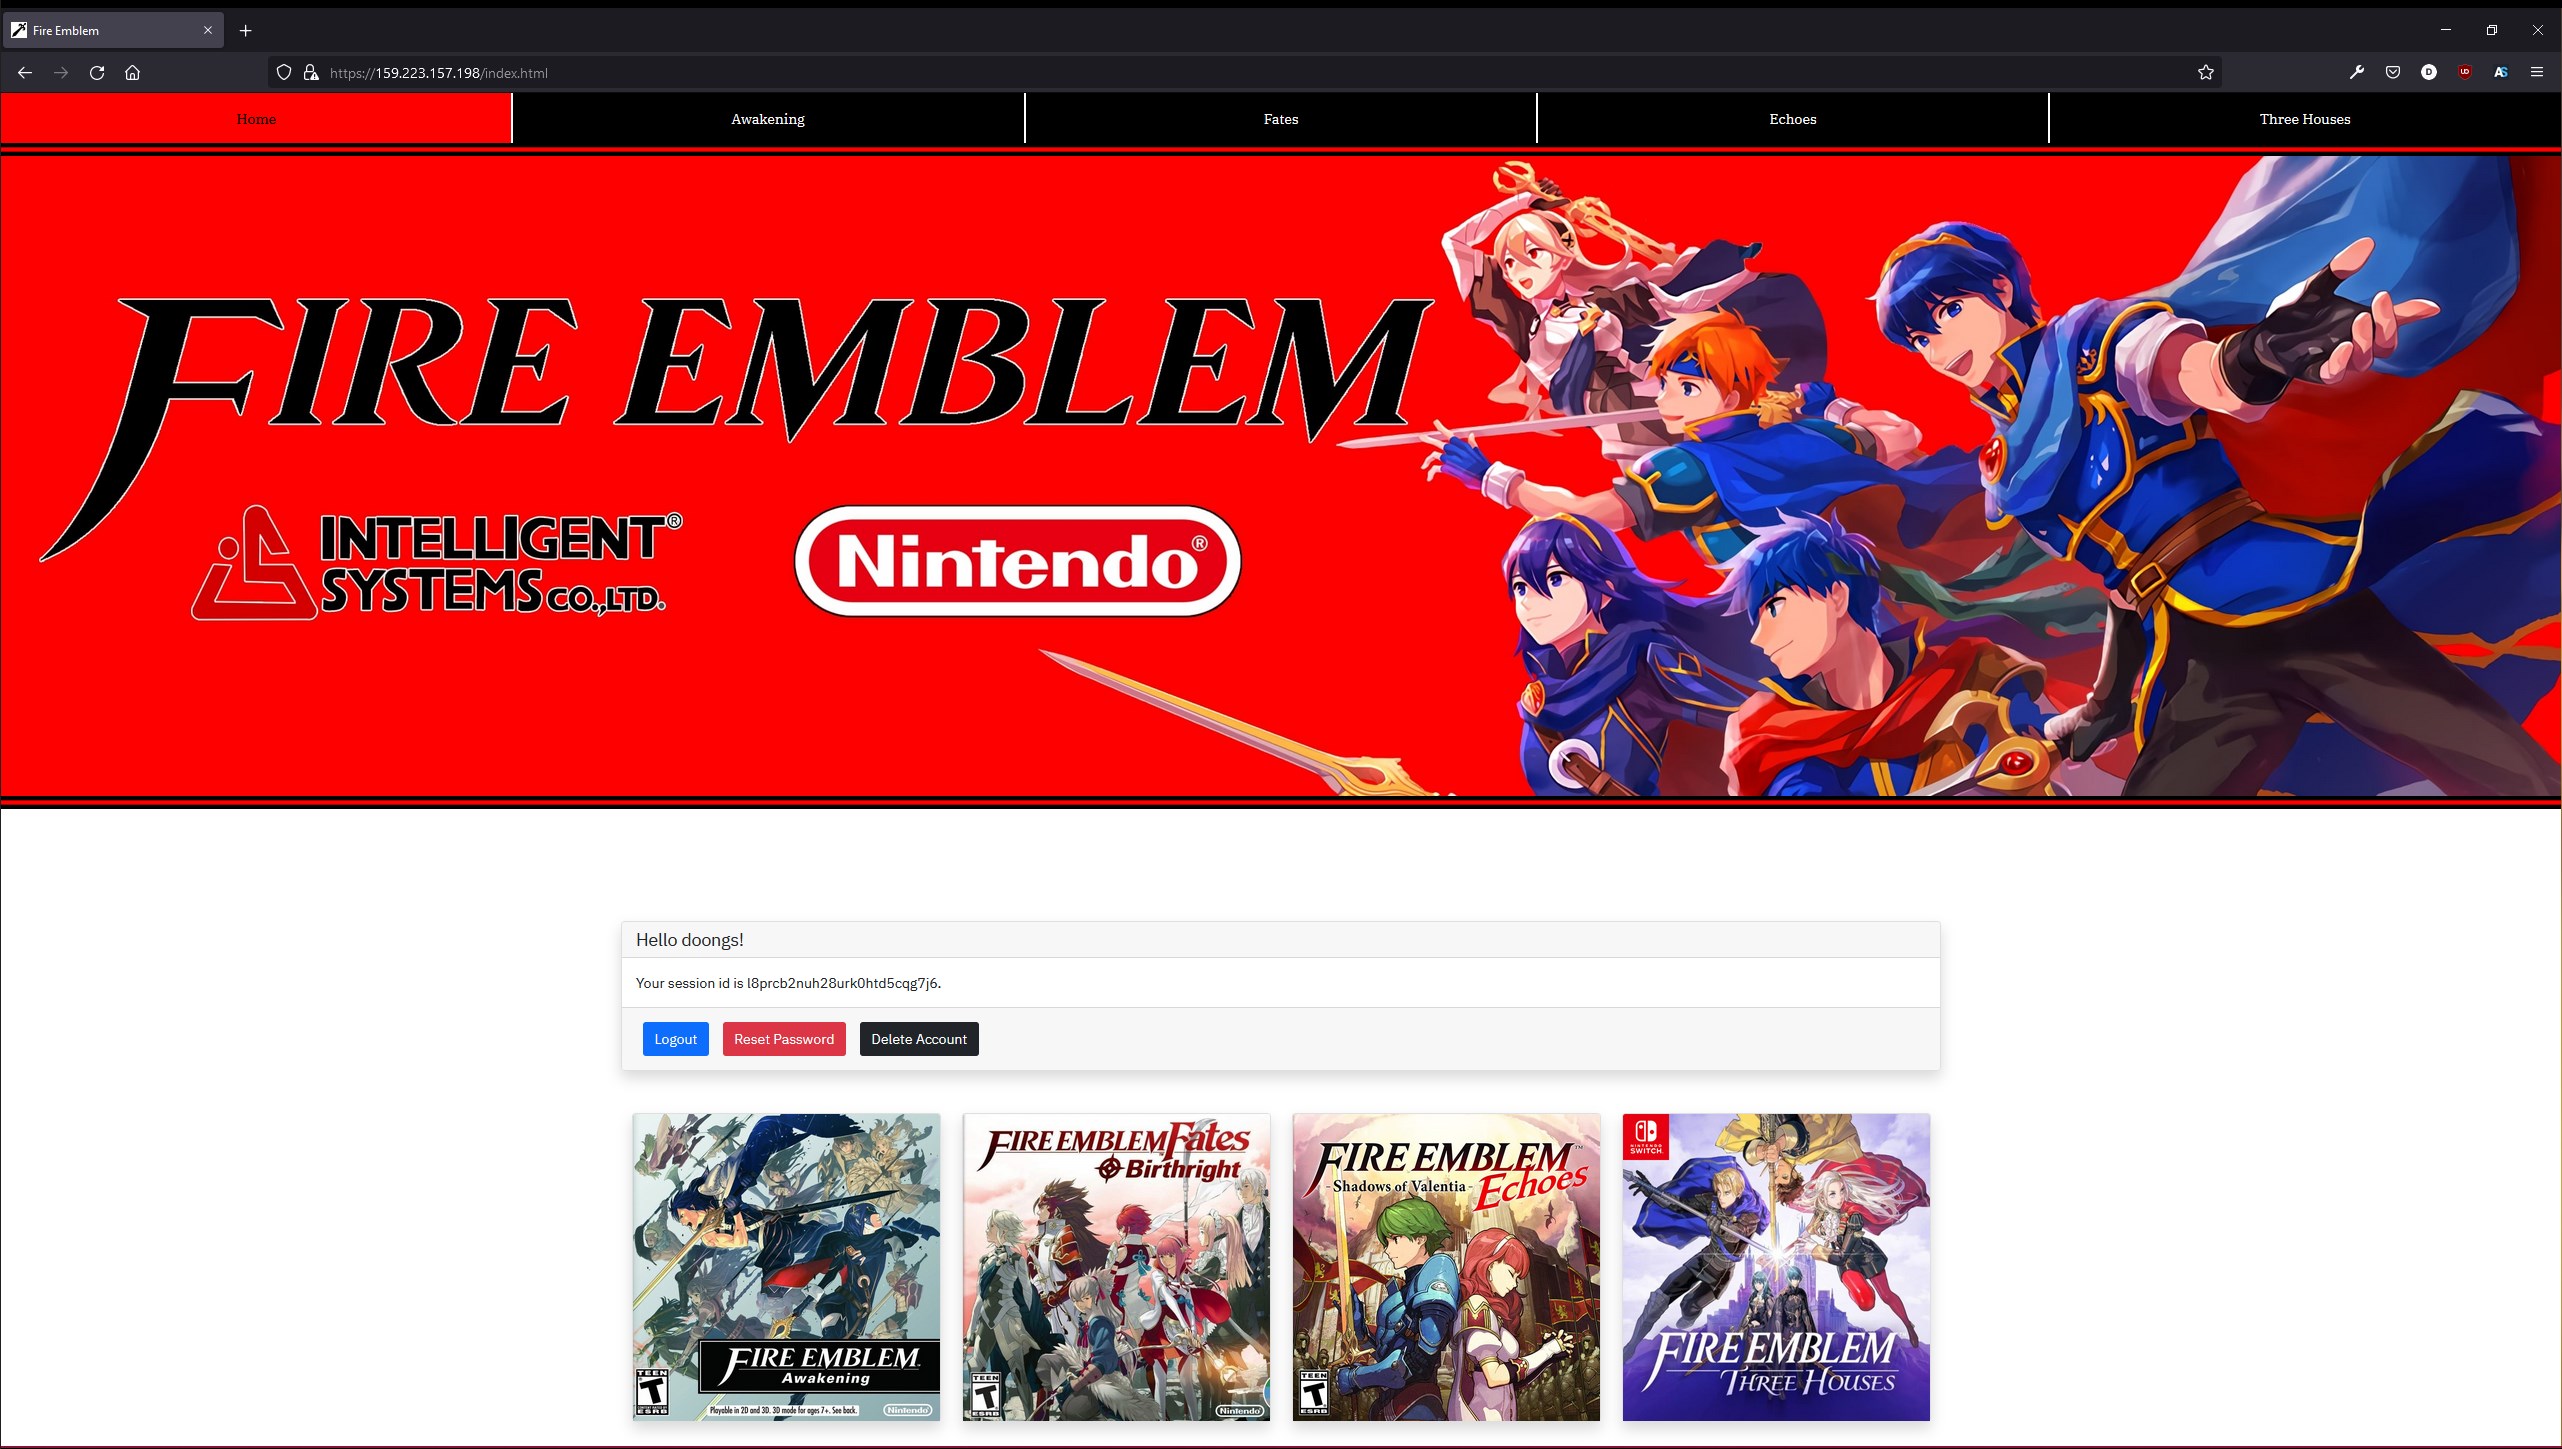 Fire Emblem
https://159.223.157.198/index.html
Home
Awakening
Fates
Echoes
Three Houses
FIRE EMBLEM
INTELLIGENT®
SYSTEMS CO.,LTD.
Nintendo®
Hello doongs!
Your session id is l8prcb2nuh28urk0htd5cqg7j6.
Logout
Reset Password
Delete Account
FIRE EMBLEM
Awakening
TEEN
T
ESRB
Playable in 2D and 3D. 3D mode for ages 7+. See back.
Nintendo
FIRE EMBLEM Fates
Birthright
TEEN
T
ESRB
Nintendo
FIRE EMBLEM™
- Shadows of Valentia - Echoes
TEEN
T
ESRB
NINTENDO
SWITCH
FIRE EMBLEM
THREE HOUSES